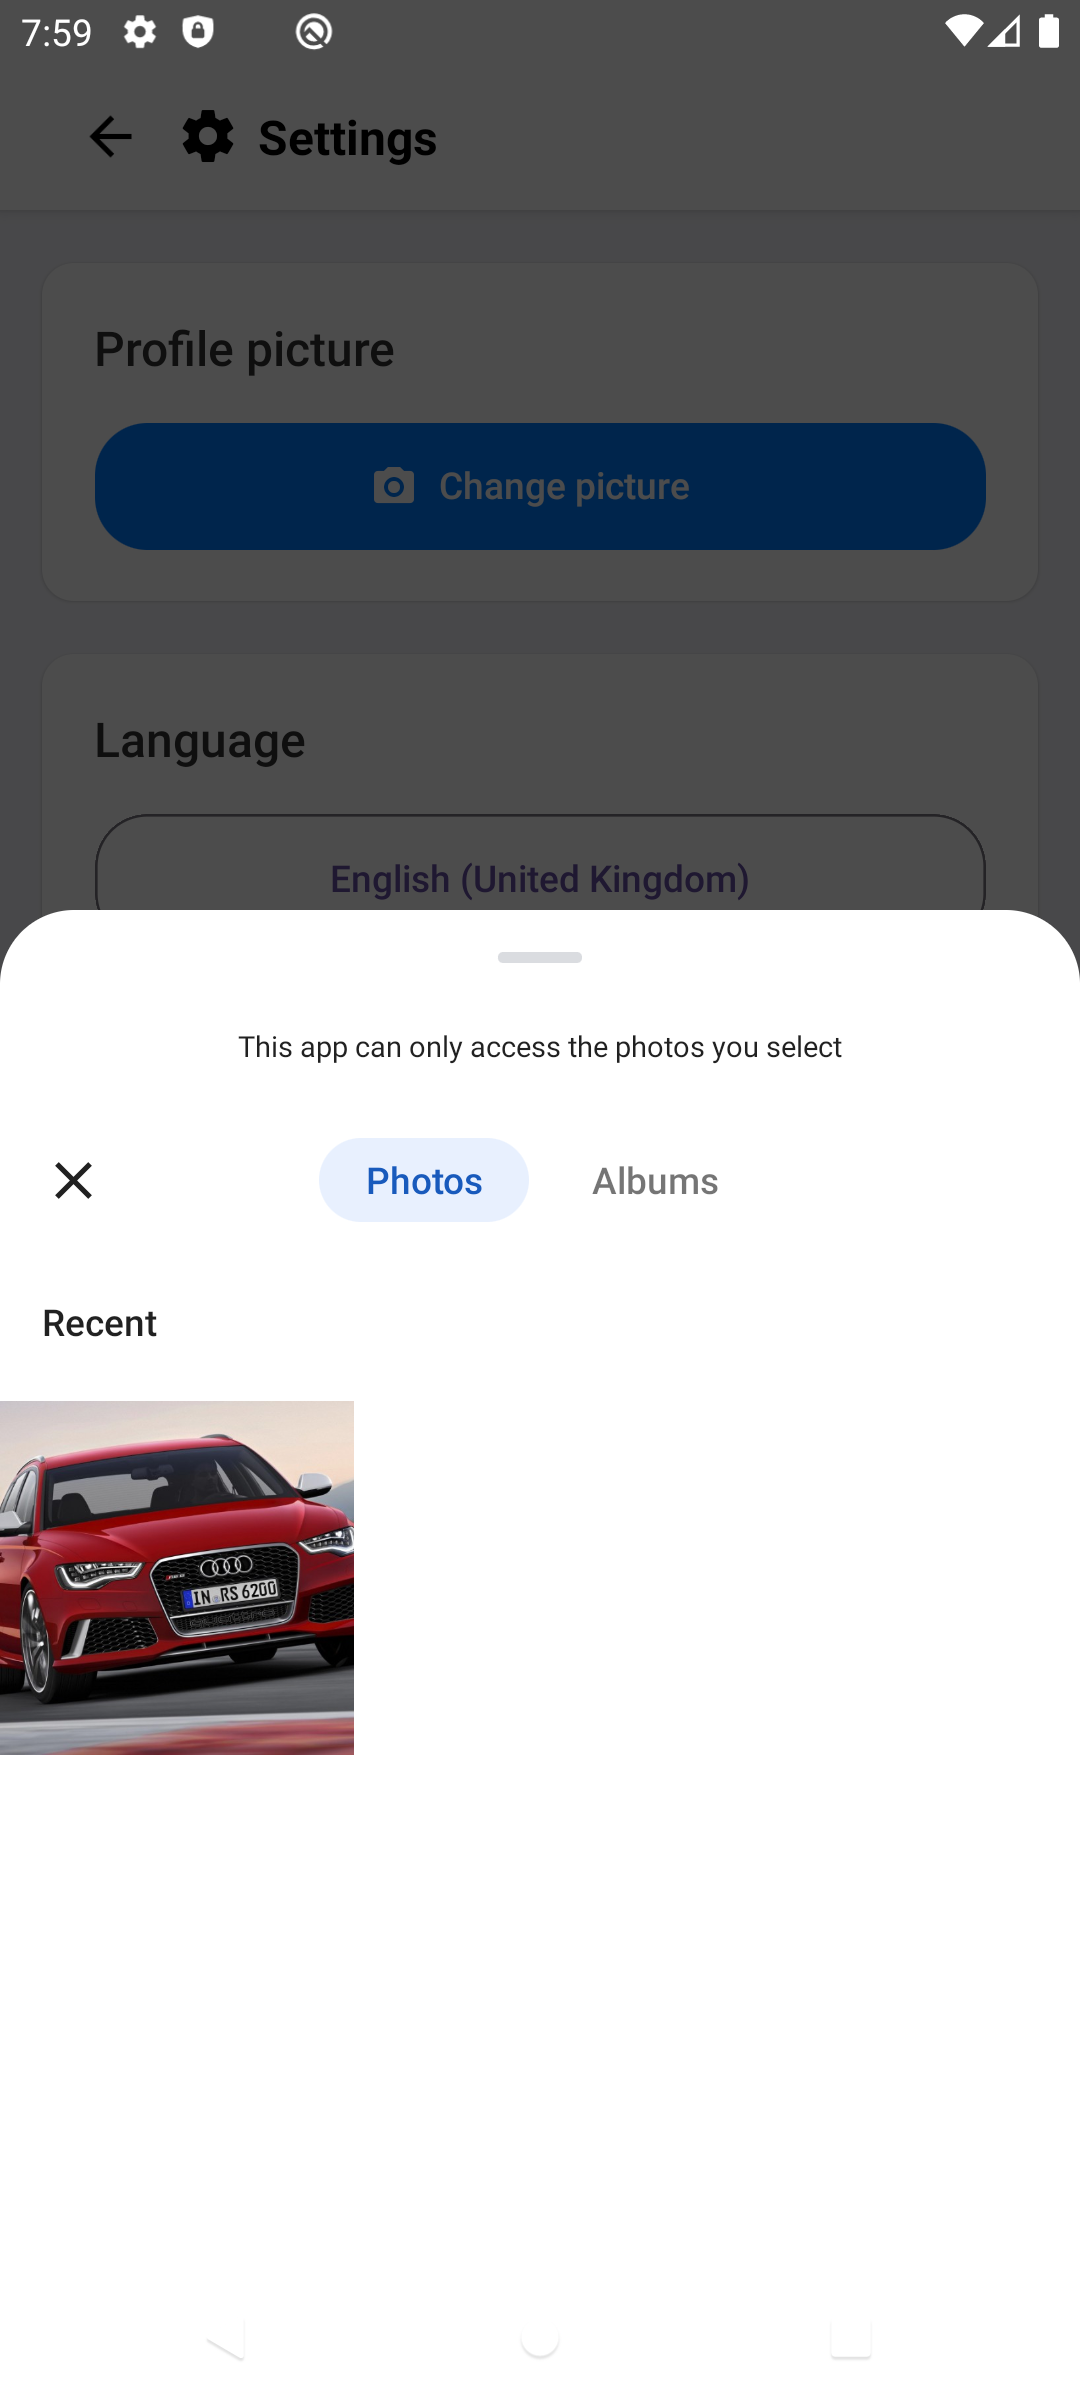 7:59
Settings
Profile picture
Change picture
Language
English (United Kingdom)
This app can only access the photos you select
Photos
Albums
Recent
IN RS 6200